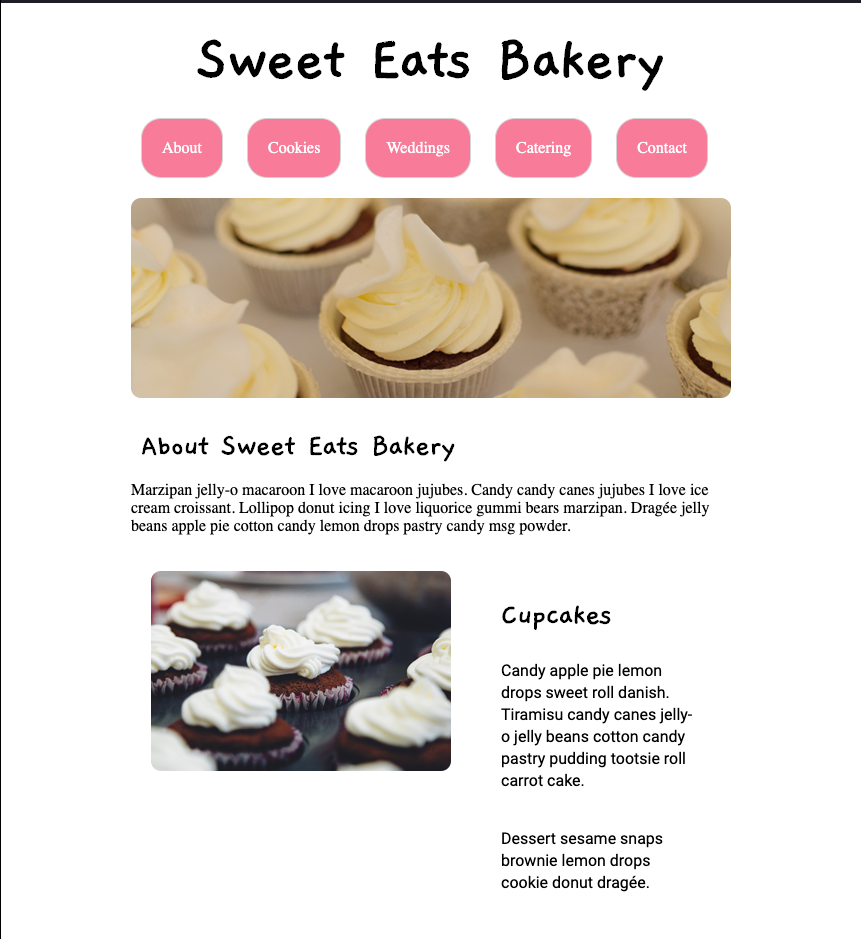 Sweet Eats Bakery
About Cookies Weddings Catering Contact
About Sweet Eats Bakery
Marzipan jelly-o macaroon I love macaroon jujubes. Candy candy canes jujubes I love ice
cream croissant. Lollipop donut icing I love liquorice gummi bears marzipan. Dragée jelly
beans apple pie cotton candy lemon drops pastry candy msg powder.
Cupcakes
Candy apple pie lemon
drops sweet roll danish.
Tiramisu candy canes jelly-
o jelly beans cotton candy
pastry pudding tootsie roll
carrot cake.
Dessert sesame snaps
brownie lemon drops
cookie donut dragée.